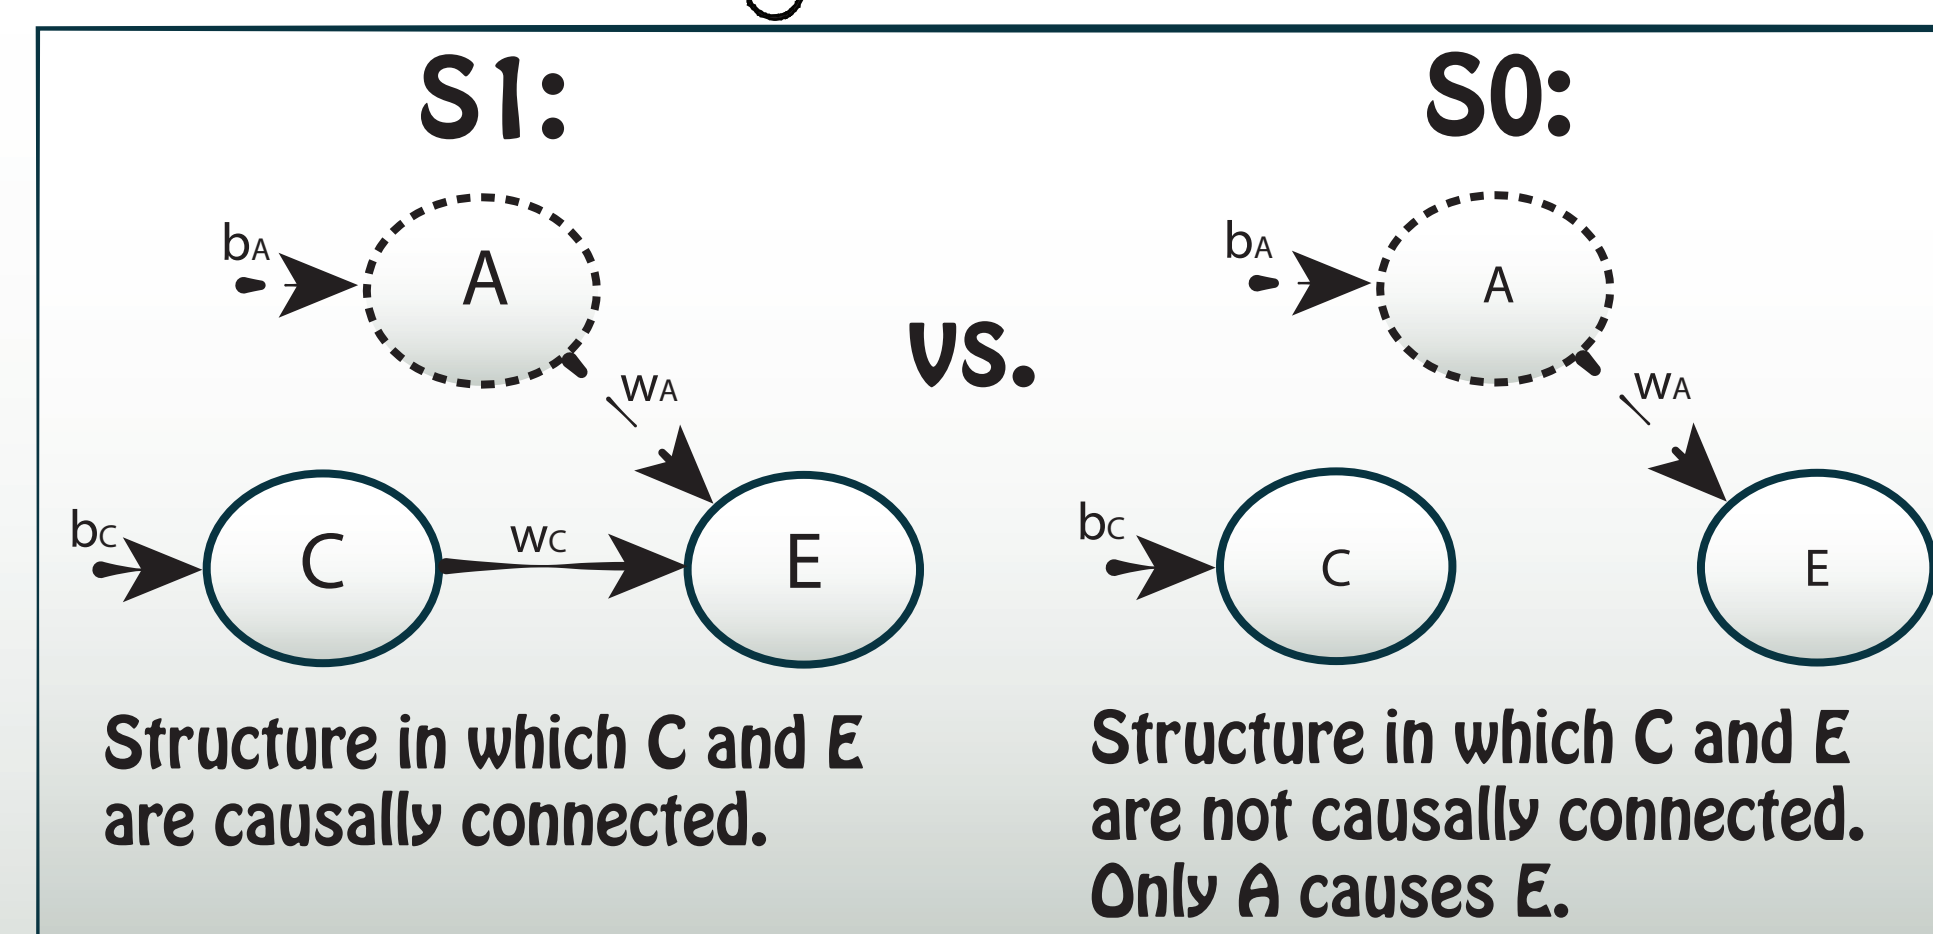 S1:
S0:
bA
A
wA
vs.
bA
A
wA
bC
C
wC
E
bC
C
E
Structure in which C and E
are causally connected.
Structure in which C and E
are not causally connected.
Only A causes E.